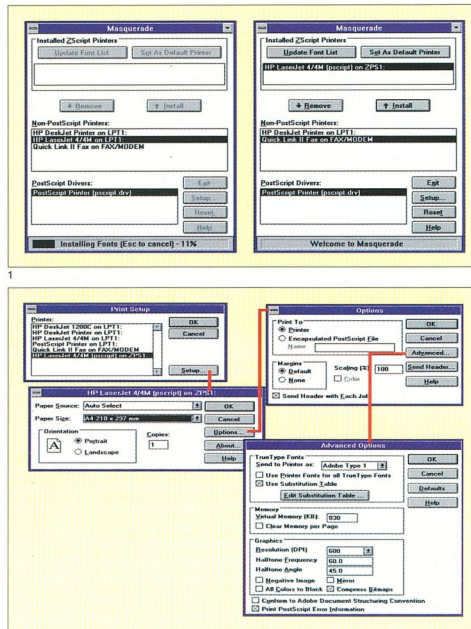 Masquerade
Installed ZScript Printers
Update Font List
Set As Default Printer
Remove
Install
Non-PostScript Printers:
HP DeskJet Printer on LPT1:
HP LaserJet 4/4M on LPT1:
Quick Link II Fax on FAX/MODEM
PostScript Drivers:
PostScript Printer (pscript.drv)
Exit
Setup...
Reset
Help
Installing Fonts (Esc to cancel) - 11%
Masquerade
Installed ZScript Printers
Update Font List
Set As Default Printer
HP LaserJet 4/4M (pscript) on ZPS1:
Remove
Install
Non-PostScript Printers:
HP DeskJet Printer on LPT1:
HP LaserJet 4/4M on LPT1:
Quick Link II Fax on FAX/MODEM
PostScript Drivers:
PostScript Printer (pscript.drv)
Exit
Setup...
Reset
Help
Welcome to Masquerade
1
Print Setup
Printer:
HP DeskJet 1200C on LPT1:
HP DeskJet Printer on LPT1:
HP LaserJet 4/4M on LPT1:
PostScript Printer on LPT1:
Quick Link II Fax on FAX/MODEM
HP LaserJet 4/4M (pscript) on ZPS1:
OK
Cancel
Setup...
HP LaserJet 4/4M (pscript) on ZPS1:
Paper Source: Auto Select
Paper Size: A4 210 x 297 mm
Orientation
A
Portrait
Landscape
Copies:
1
OK
Cancel
Options...
About...
Help
Options
Print To
Printer
Encapsulated PostScript File
Name
Margins
Default
None
Scaling (%) 100
Color
Send Header with Each Job
OK
Cancel
Advanced...
Send Header...
Help
Advanced Options
TrueType Fonts
Send to Printer as: Adobe Type 1
Use Printer Fonts for all TrueType Fonts
Use Substitution Table
Edit Substitution Table ...
Memory
Virtual Memory (KB): 830
Clear Memory per Page
Graphics
Resolution (DPI) 600
Halftone Frequency 60.0
Halftone Angle 45.0
Negative Image Mirror
All Colors to Black Compress Bitmaps
Conform to Adobe Document Structuring Convention
Print PostScript Error Information
OK
Cancel
Defaults
Help